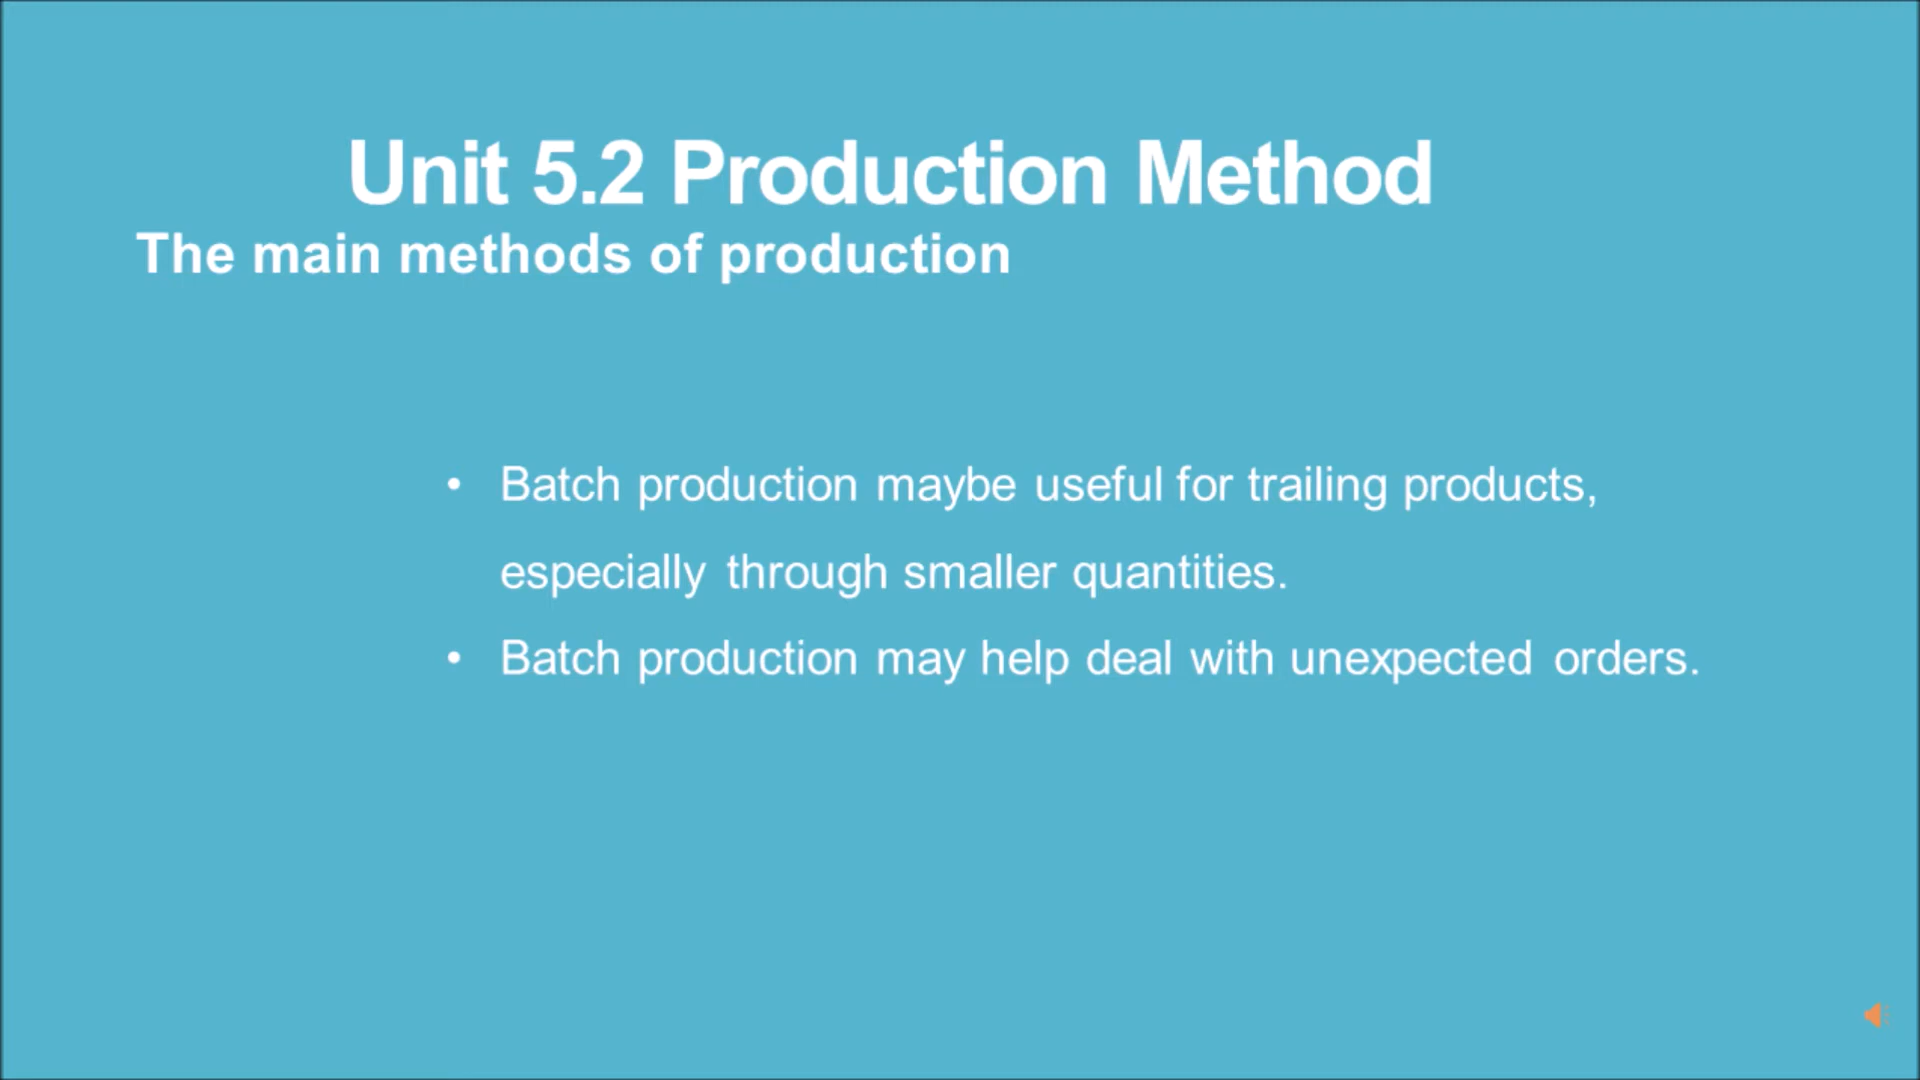 Unit 5.2 Production Method
The main methods of production
• Batch production maybe useful for trailing products,
especially through smaller quantities.
• Batch production may help deal with unexpected orders.